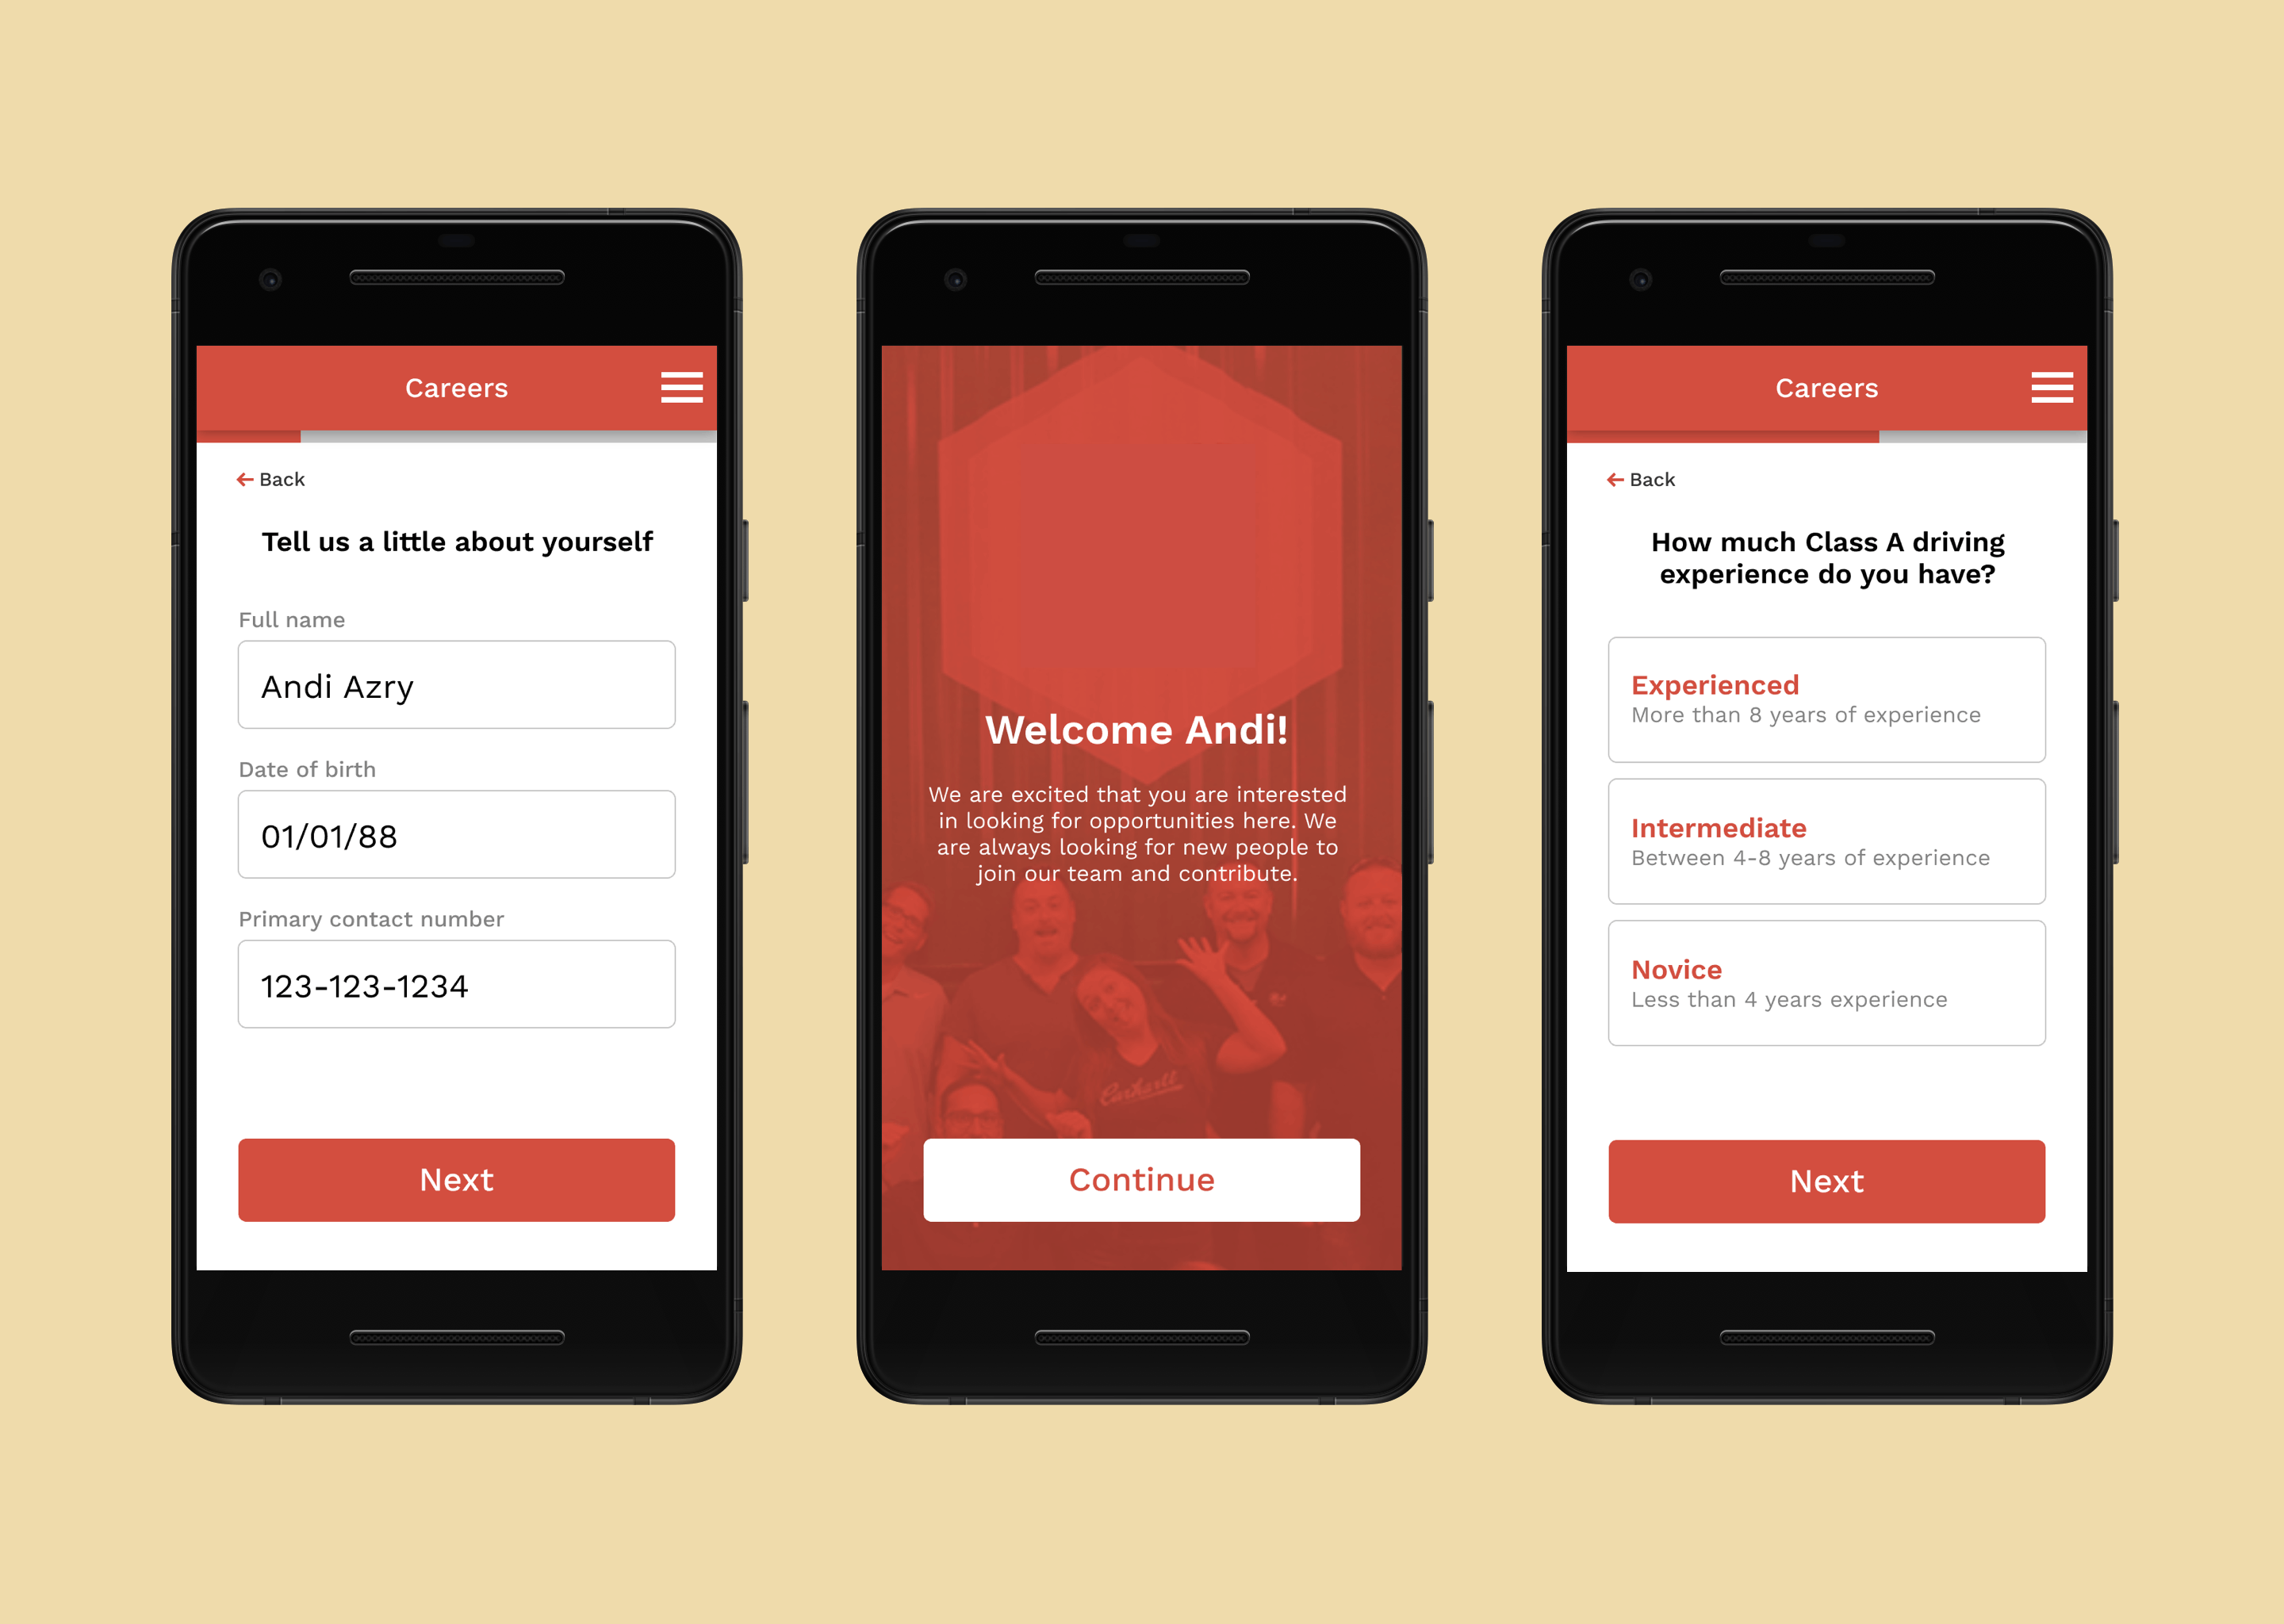 Careers
Back
Tell us a little about yourself
Full name
Andi Azry
Date of birth
01/01/88
Primary contact number
123-123-1234
Next
Welcome Andi!
We are excited that you are interested
in looking for opportunities here. We
are always looking for new people to
join our team and contribute.
Carhartt
Continue
Careers
Back
How much Class A driving
experience do you have?
Experienced
More than 8 years of experience
Intermediate
Between 4-8 years of experience
Novice
Less than 4 years experience
Next